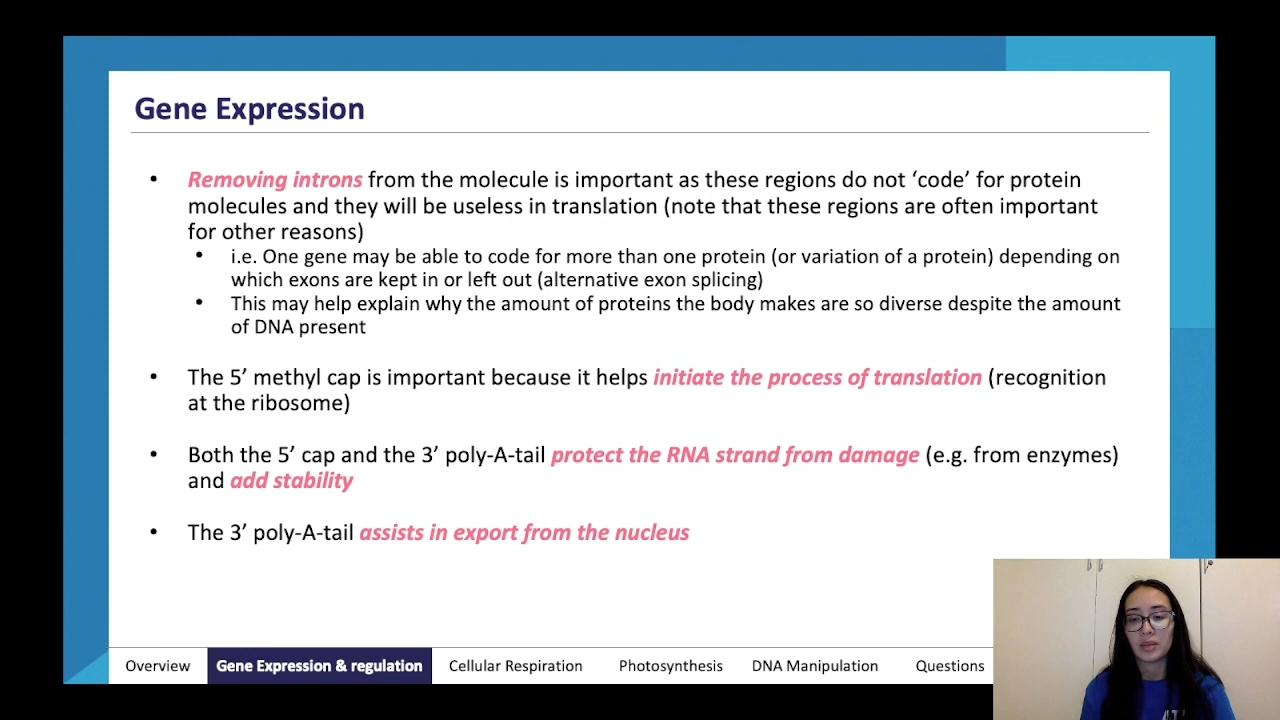 Gene Expression
• Removing introns from the molecule is important as these regions do not ‘code’ for protein
molecules and they will be useless in translation (note that these regions are often important
for other reasons)
• i.e. One gene may be able to code for more than one protein (or variation of a protein) depending on
which exons are kept in or left out (alternative exon splicing)
• This may help explain why the amount of proteins the body makes are so diverse despite the amount
of DNA present
• The 5’ methyl cap is important because it helps initiate the process of translation (recognition
at the ribosome)
• Both the 5’ cap and the 3’ poly-A-tail protect the RNA strand from damage (e.g. from enzymes)
and add stability
• The 3’ poly-A-tail assists in export from the nucleus
Overview Gene Expression & regulation Cellular Respiration Photosynthesis DNA Manipulation Questions